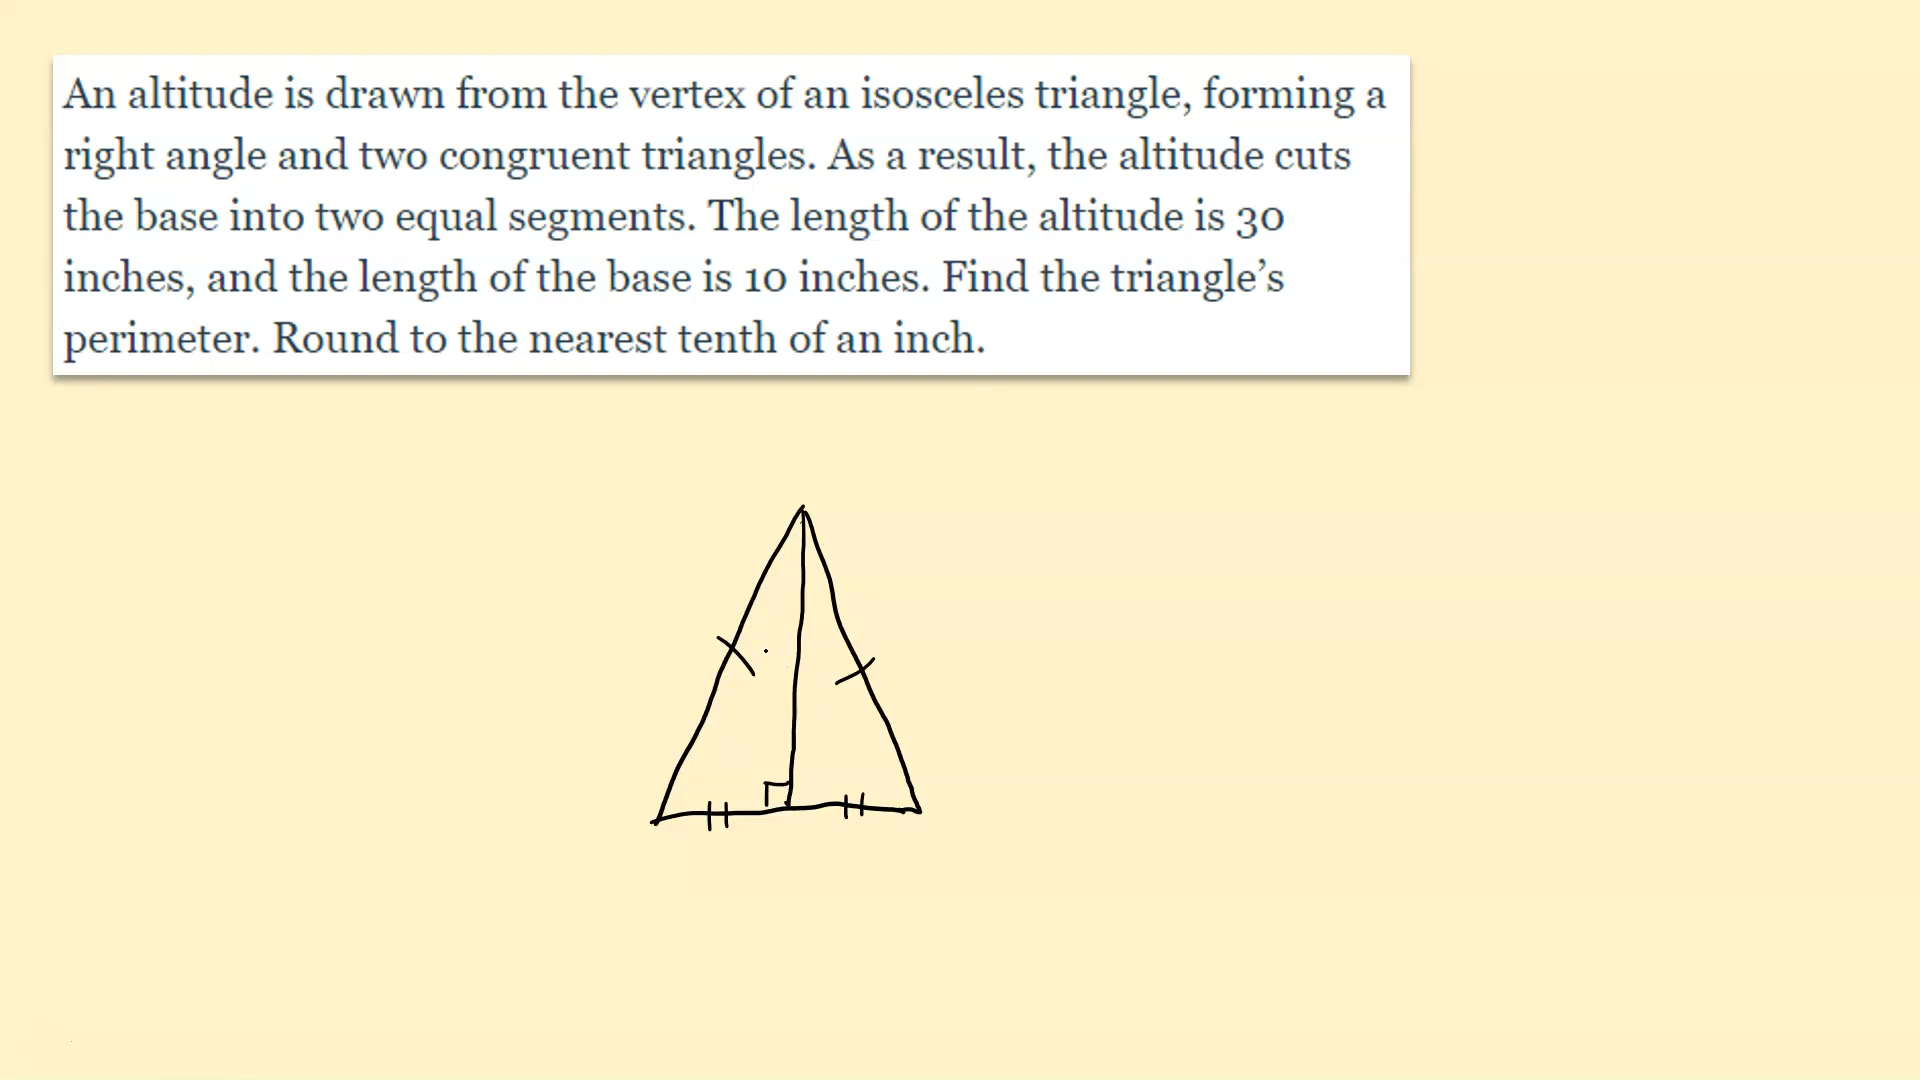 An altitude is drawn from the vertex of an isosceles triangle, forming a
right angle and two congruent triangles. As a result, the altitude cuts
the base into two equal segments. The length of the altitude is 30
inches, and the length of the base is 10 inches. Find the triangle’s
perimeter. Round to the nearest tenth of an inch.